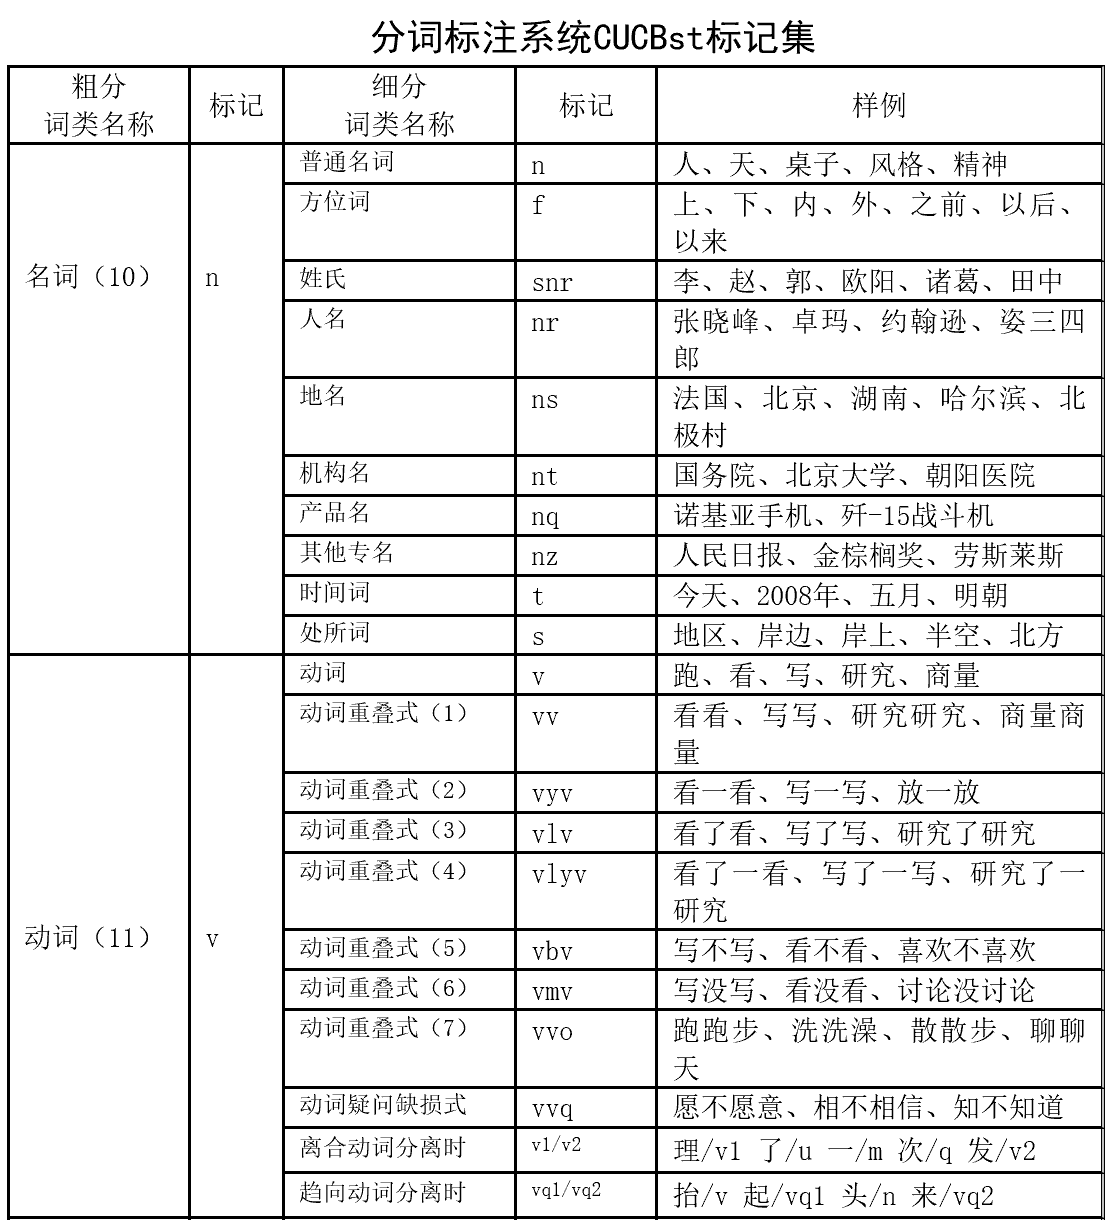 分词标注系统CUCBst标记集
粗分 词类名称 标记 细分 词类名称 标记 样例
名词（10） n 普通名词 n 人、天、桌子、风格、精神
方位词 f 上、下、内、外、之前、以后、
以来
姓氏 snr 李、赵、郭、欧阳、诸葛、田中
人名 nr 张晓峰、卓玛、约翰逊、姿三四
郎
地名 ns 法国、北京、湖南、哈尔滨、北
极村
机构名 nt 国务院、北京大学、朝阳医院
产品名 nq 诺基亚手机、歼-15战斗机
其他专名 nz 人民日报、金棕榈奖、劳斯莱斯
时间词 t 今天、2008年、五月、明朝
处所词 s 地区、岸边、岸上、半空、北方
动词（11） v 动词 v 跑、看、写、研究、商量
动词重叠式（1） vv 看看、写写、研究研究、商量商
量
动词重叠式（2） vyv 看一看、写一写、放一放
动词重叠式（3） vlv 看了看、写了写、研究了研究
动词重叠式（4） vlyv 看了一看、写了一写、研究了一
研究
动词重叠式（5） vbv 写不写、看不看、喜欢不喜欢
动词重叠式（6） vmv 写没写、看没看、讨论没讨论
动词重叠式（7） vvo 跑跑步、洗洗澡、散散步、聊聊
天
动词疑问缺损式 vvq 愿不愿意、相不相信、知不知道
离合动词分离时 v1/v2 理/v1 了/u 一/m 次/q 发/v2
趋向动词分离时 vq1/vq2 抬/v 起/vq1 头/n 来/vq2